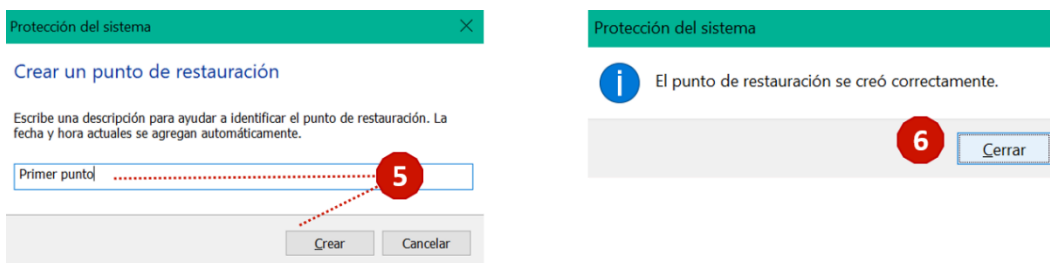 Protección del sistema
Crear un punto de restauración
Escribe una descripción para ayudar a identificar el punto de restauración. La
fecha y hora actuales se agregan automáticamente.
Primer punto
5
Crear
Cancelar
Protección del sistema
i
El punto de restauración se creó correctamente.
6
Cerrar